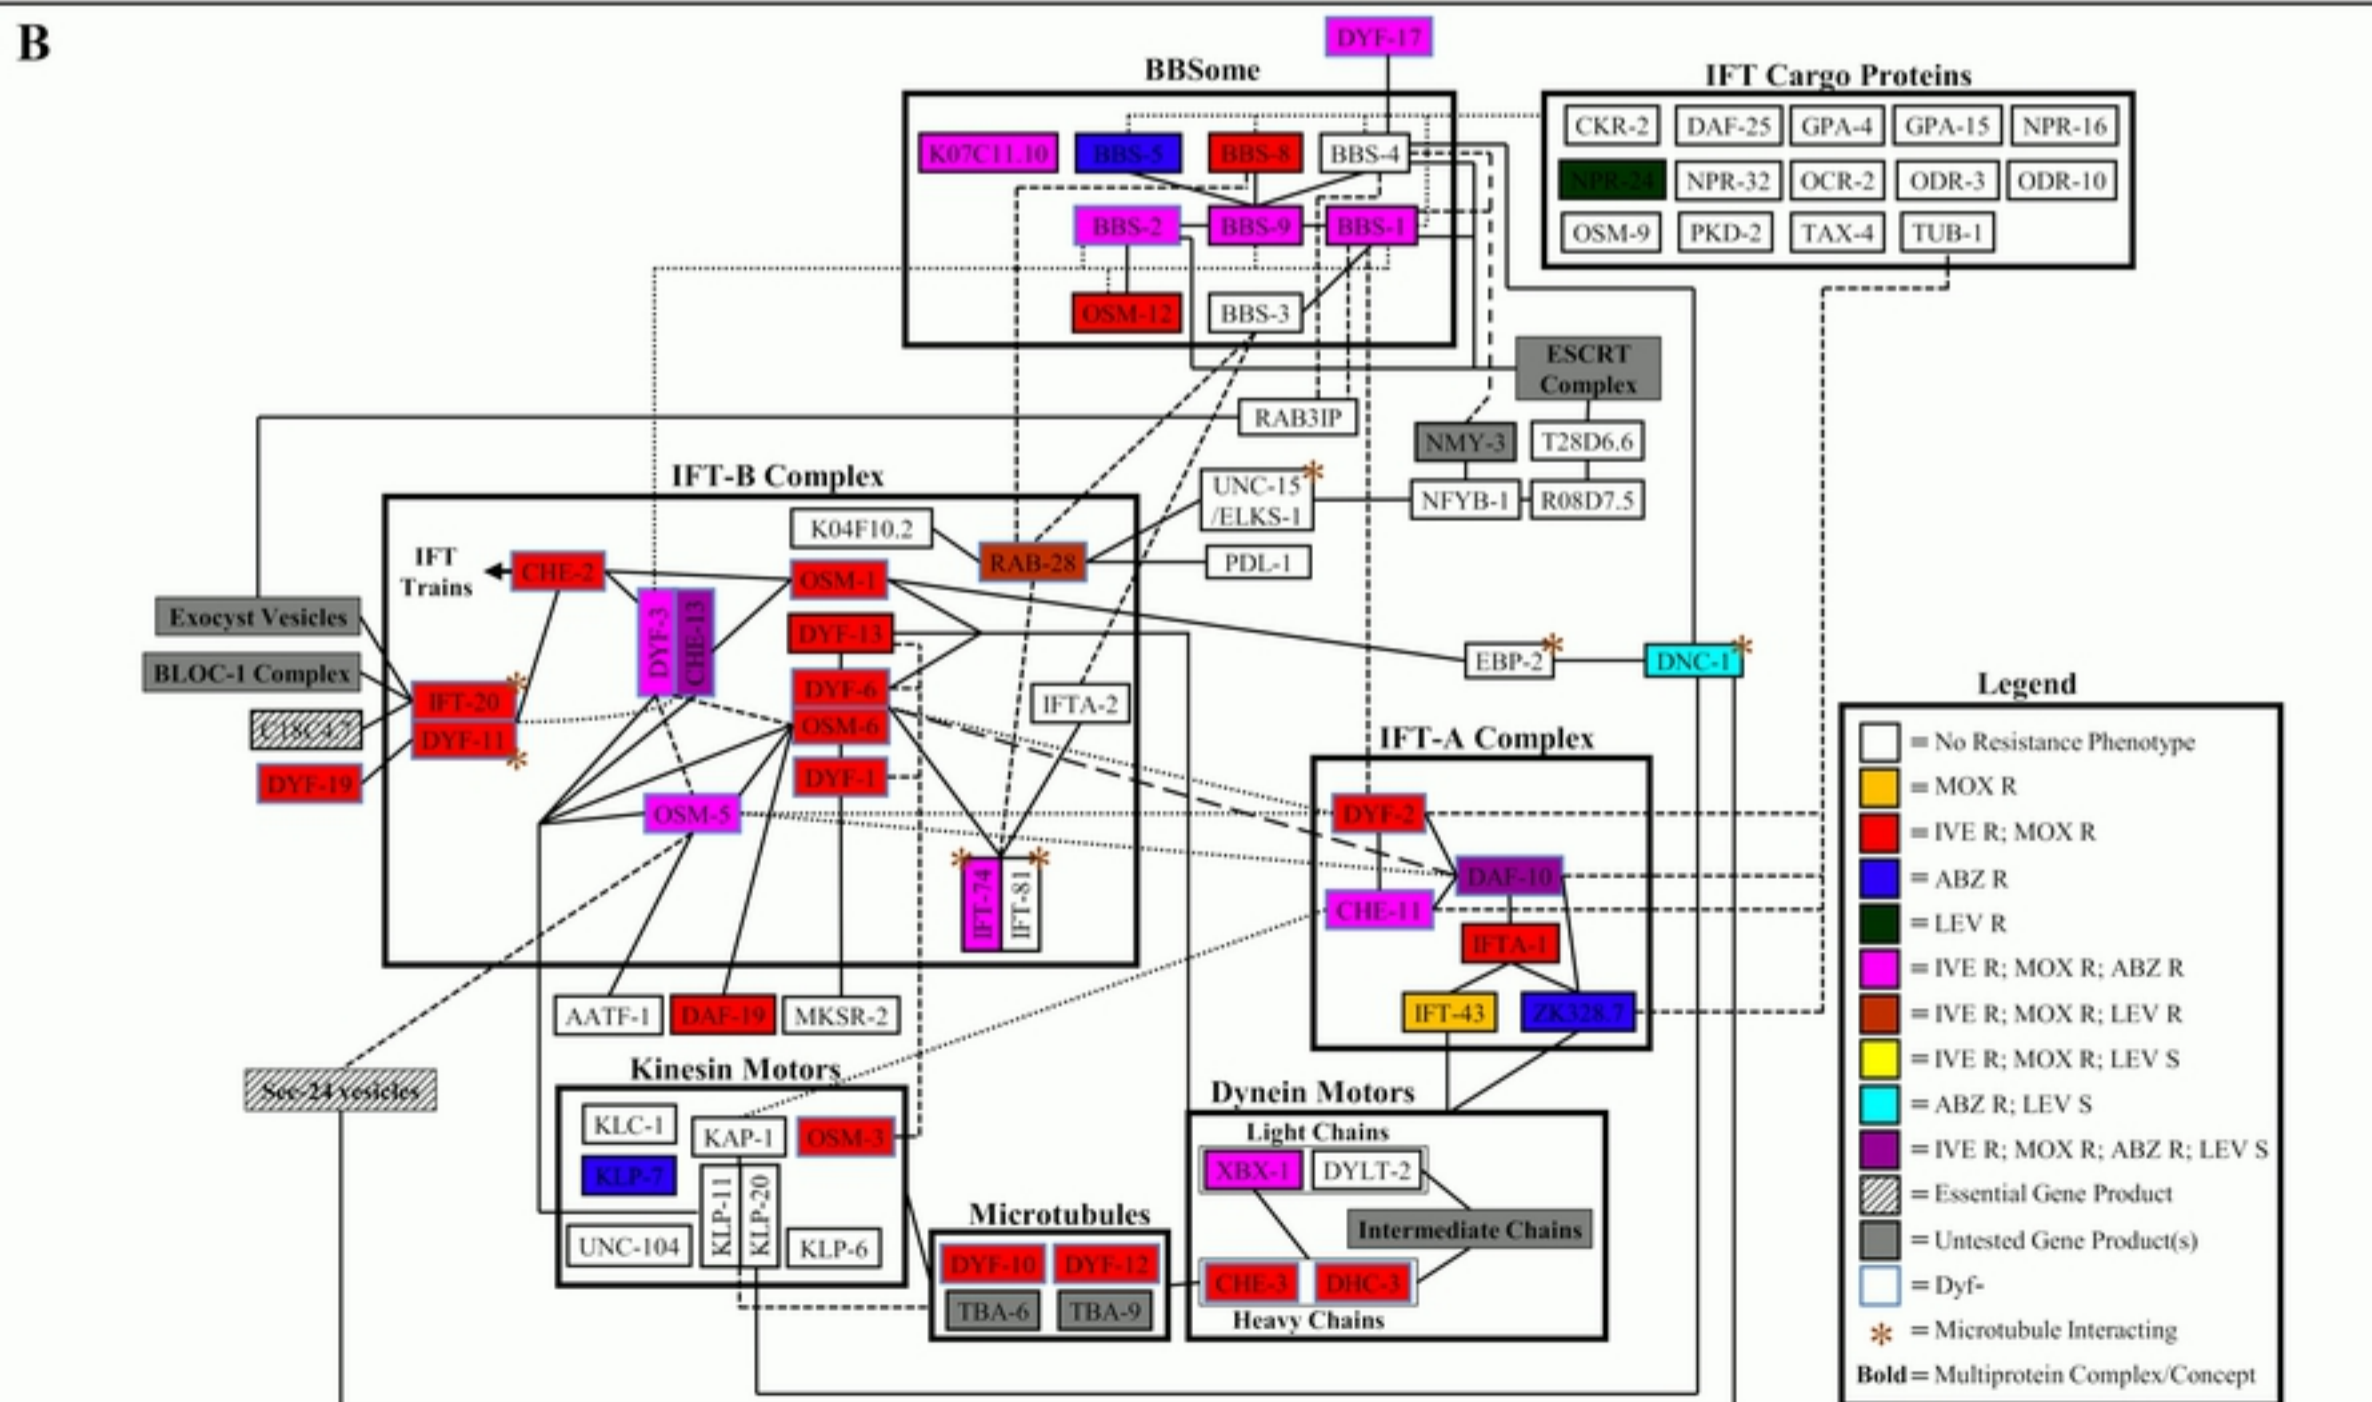 B
DYF-17
BBSome
IFT Cargo Proteins
K07C11.10
BBS-5
BBS-8
BBS-4
CKR-2
DAF-25
GPA-4
GPA-15
NPR-16
NPR-24
NPR-32
OCR-2
ODR-3
ODR-10
BBS-2
BBS-9
BBS-1
OSM-9
PKD-2
TAX-4
TUB-1
OSM-12
BBS-3
ESCRT
Complex
RAB3IP
NMY-3
T28D6.6
IFT-B Complex
UNC-15
/ELKS-1
NFYB-1
R08D7.5
K04F10.2
RAB-28
PDL-1
IFT
Trains
CHE-2
OSM-1
DYF-3
CHE-13
Exocyst Vesicles
DYF-13
BLOC-1 Complex
EBP-2
DNC-1
IFT-20
DYF-6
IFTA-2
DYF-11
OSM-6
DYF-19
DYF-1
OSM-5
IFT-74
IFT-81
IFT-A Complex
DYF-2
DAF-10
CHE-11
IFTA-1
IFT-43
ZK328.7
AATF-1
DAF-19
MKSR-2
Sec-24 vesicles
Kinesin Motors
KLC-1
KAP-1
OSM-3
KLP-7
KLP-11
KLP-20
UNC-104
KLP-6
Dynein Motors
Light Chains
XBX-1
DYLT-2
Intermediate Chains
CHE-3
DHC-3
Heavy Chains
Microtubules
DYF-10
DYF-12
TBA-6
TBA-9
Legend
= No Resistance Phenotype
= MOX R
= IVE R; MOX R
= ABZ R
= LEV R
= IVE R; MOX R; ABZ R
= IVE R; MOX R; LEV R
= IVE R; MOX R; LEV S
= ABZ R; LEV S
= IVE R; MOX R; ABZ R; LEV S
= Essential Gene Product
= Untested Gene Product(s)
= Dyf-
* = Microtubule Interacting
Bold = Multiprotein Complex/Concept